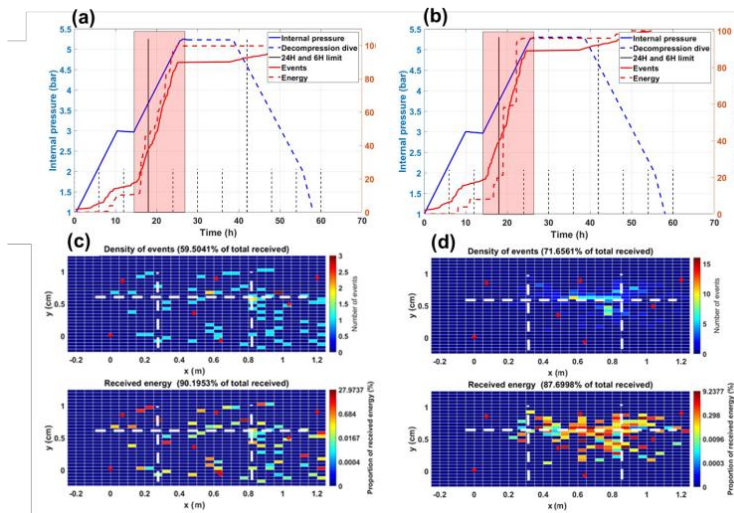 (a)
(b)
5.5
5
4.5
4
3.5
3
2.5
2
1.5
1
Internal pressure (bar)
Internal pressure
Decompression dive
24H and 6H limit
Events
Energy
100
80
60
40
20
0
0 10 20 30 40 50 60 70
Time (h)
5.5
5
4.5
4
3.5
3
2.5
2
1.5
1
Internal pressure (bar)
Internal pressure
Decompression dive
24H and 6H limit
Events
Energy
100
80
60
40
20
0
0 10 20 30 40 50 60 70
Time (h)
(c)
Density of events (59.5041% of total received)
1
0.5
0
y (cm)
-0.2 0 0.2 0.4 0.6 0.8 1.0 1.2
x (m)
3
2.5
2
1.5
1
0.5
0
Number of events
(d)
Density of events (71.6561% of total received)
1
0.5
0
y (cm)
-0.2 0 0.2 0.4 0.6 0.8 1.0 1.2
x (m)
15
10
5
0
Number of events
Received energy (90.1953% of total received)
1
0.5
0
y (cm)
-0.2 0 0.2 0.4 0.6 0.8 1.0 1.2
x (m)
27.9737
0.684
0.0167
0.0004
0
Proportion of received energy (%)
Received energy (87.6998% of total received)
1
0.5
0
y (cm)
-0.2 0 0.2 0.4 0.6 0.8 1.0 1.2
x (m)
9.2377
0.298
0.0096
0.0003
0
Proportion of received energy (%)